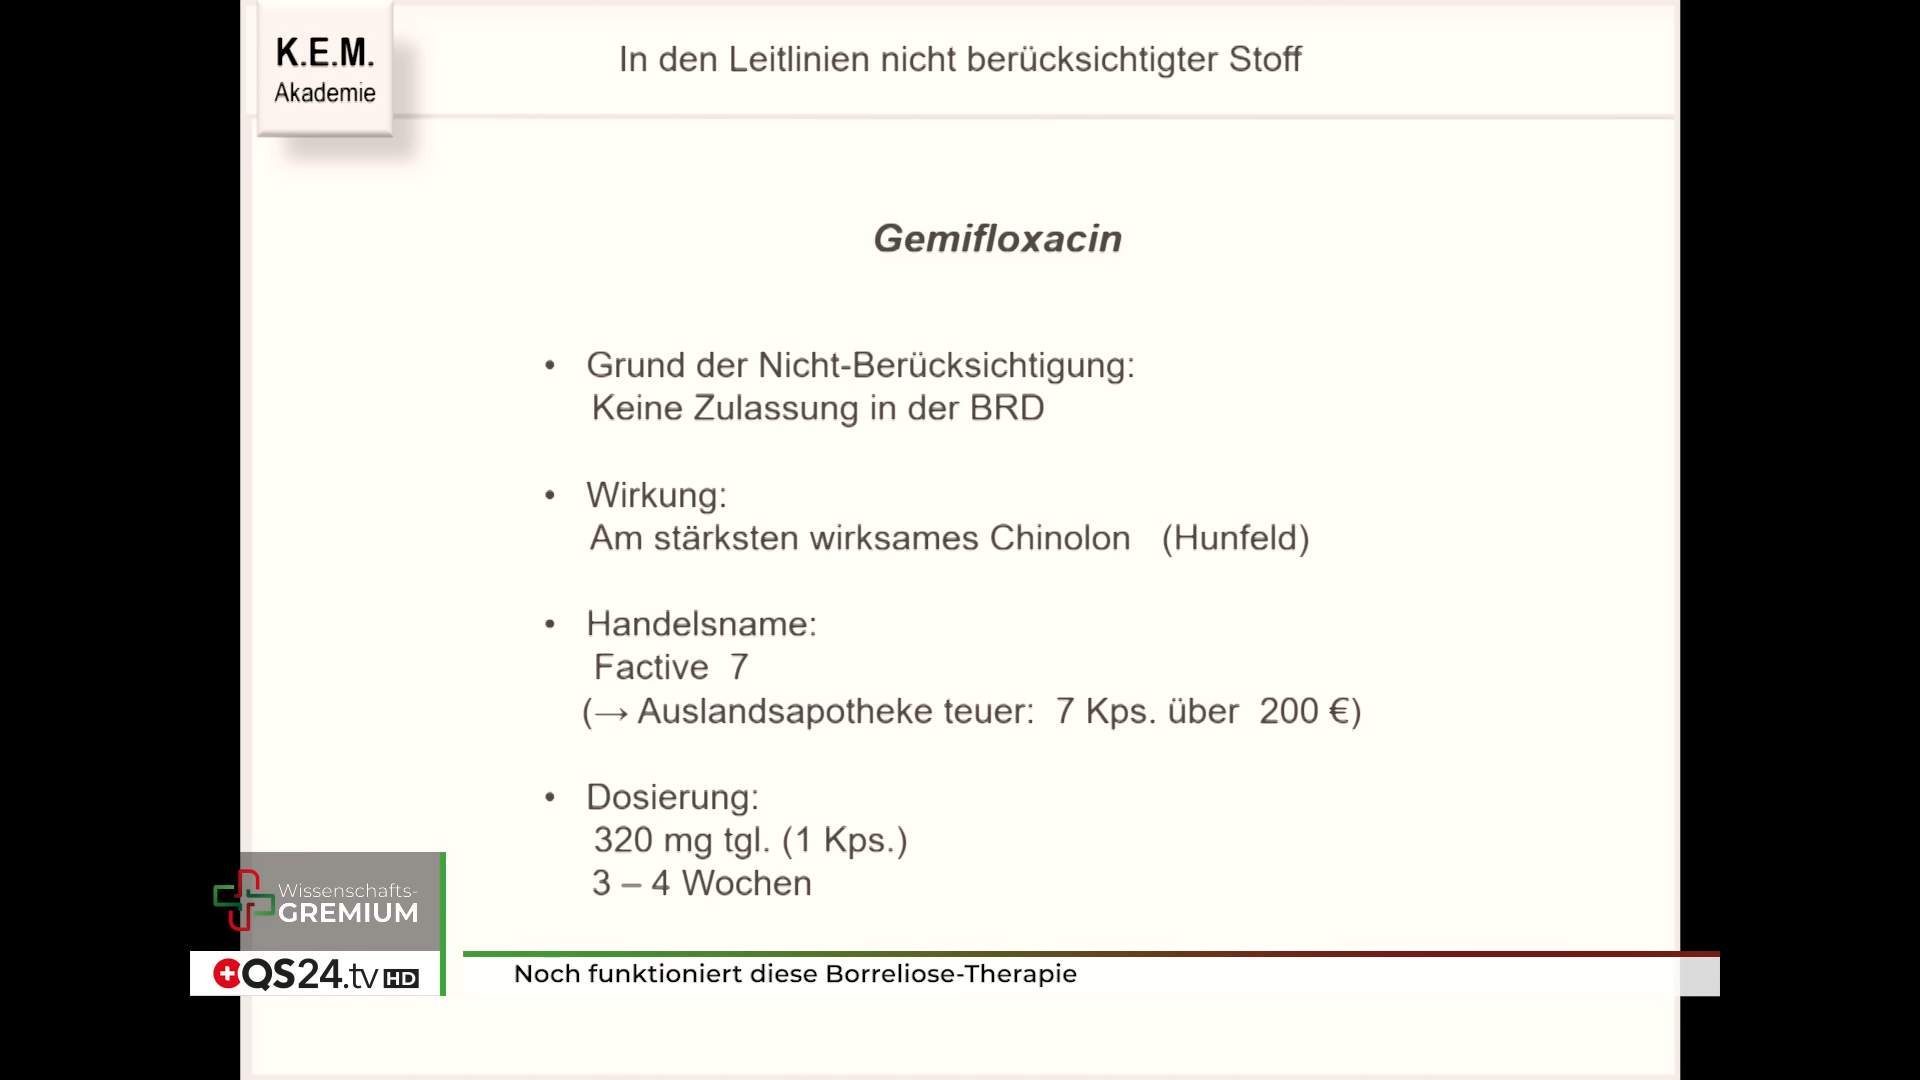 K.E.M.
Akademie
In den Leitlinien nicht berücksichtigter Stoff
Gemifloxacin
• Grund der Nicht-Berücksichtigung:
Keine Zulassung in der BRD
• Wirkung:
Am stärksten wirksames Chinolon (Hunfeld)
• Handelsname:
Factive 7
(→ Auslandsapotheke teuer: 7 Kps. über 200 €)
• Dosierung:
320 mg tgl. (1 Kps.)
3 – 4 Wochen
Wissenschafts-
GREMIUM
QS24.tv HD
Noch funktioniert diese Borreliose-Therapie